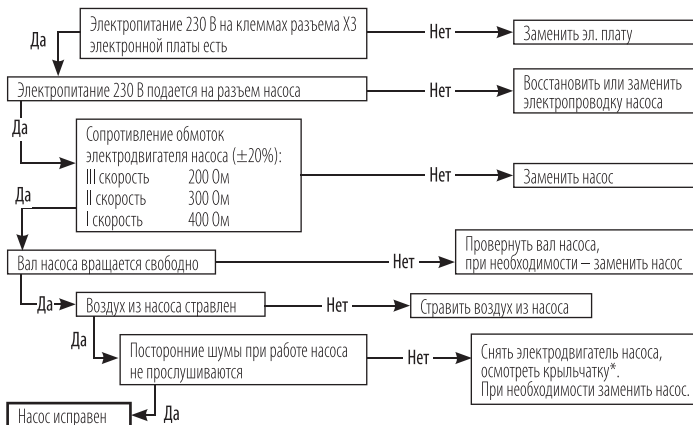 Электропитание 230 В на клеммах разъема Х3
электронной платы есть
Да
Нет
Заменить эл. плату
Электропитание 230 В подается на разъем насоса
Нет
Восстановить или заменить
электропроводку насоса
Да
Сопротивление обмоток
электродвигателя насоса (±20%):
III скорость 200 Ом
II скорость 300 Ом
I скорость 400 Ом
Нет
Заменить насос
Да
Вал насоса вращается свободно
Нет
Провернуть вал насоса,
при необходимости – заменить насос
Да
Воздух из насоса стравлен
Нет
Стравить воздух из насоса
Да
Посторонние шумы при работе насоса
не прослушиваются
Нет
Снять электродвигатель насоса,
осмотреть крыльчатку*.
При необходимости заменить насос.
Да
Насос исправен